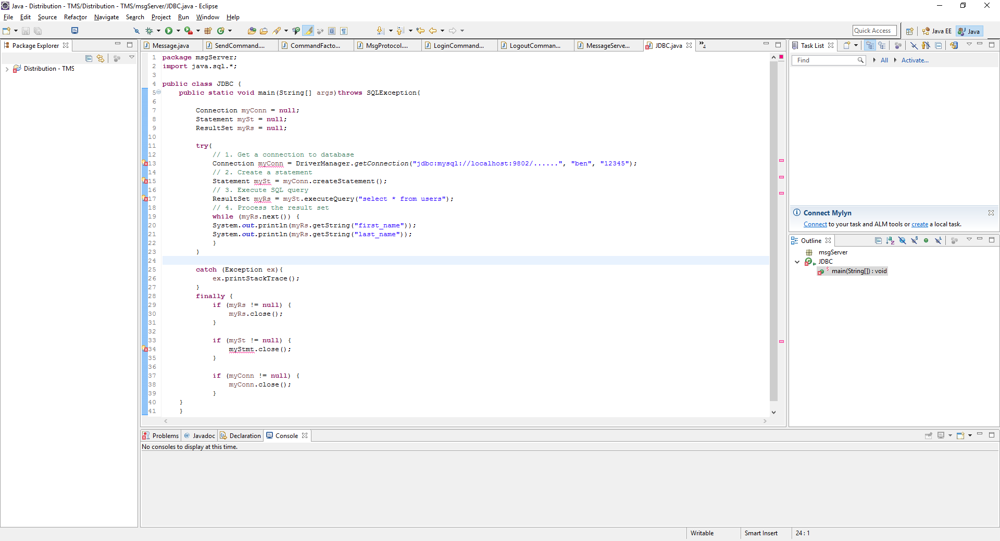 Java - Distribution - TMS/Distribution - TMS/msgServer/JDBC.java - Eclipse
File Edit Source Refactor Navigate Search Project Run Window Help
Quick Access Java EE Java
Package Explorer
Distribution - TMS
Message.java SendCommand.... CommandFacto... MsgProtocol.... LoginCommand... LogoutComman... MessageServe... JDBC.java »4
1 package msgServer;
2 import java.sql.*;
3
4 public class JDBC {
5 public static void main(String[] args)throws SQLException{
6
7 Connection myConn = null;
8 Statement mySt = null;
9 ResultSet myRs = null;
10
11 try{
12 // 1. Get a connection to database
13 Connection myConn = DriverManager.getConnection("jdbc:mysql://localhost:9802/......", "ben", "12345");
14 // 2. Create a statement
15 Statement mySt = myConn.createStatement();
16 // 3. Execute SQL query
17 ResultSet myRs = mySt.executeQuery("select * from users");
18 // 4. Process the result set
19 while (myRs.next()) {
20 System.out.println(myRs.getString("first_name"));
21 System.out.println(myRs.getString("last_name"));
22 }
23 }
24
25 catch (Exception ex){
26 ex.printStackTrace();
27 }
28 finally {
29 if (myRs != null) {
30 myRs.close();
31 }
32
33 if (mySt != null) {
34 myStmt.close();
35 }
36
37 if (myConn != null) {
38 myConn.close();
39 }
40 }
41 }
Task List
Find All Activate...
Connect Mylyn
Connect to your task and ALM tools or create a local task.
Outline
msgServer
JDBC
main(String[]) : void
Problems @ Javadoc Declaration Console
No consoles to display at this time.
Writable Smart Insert 24 : 1